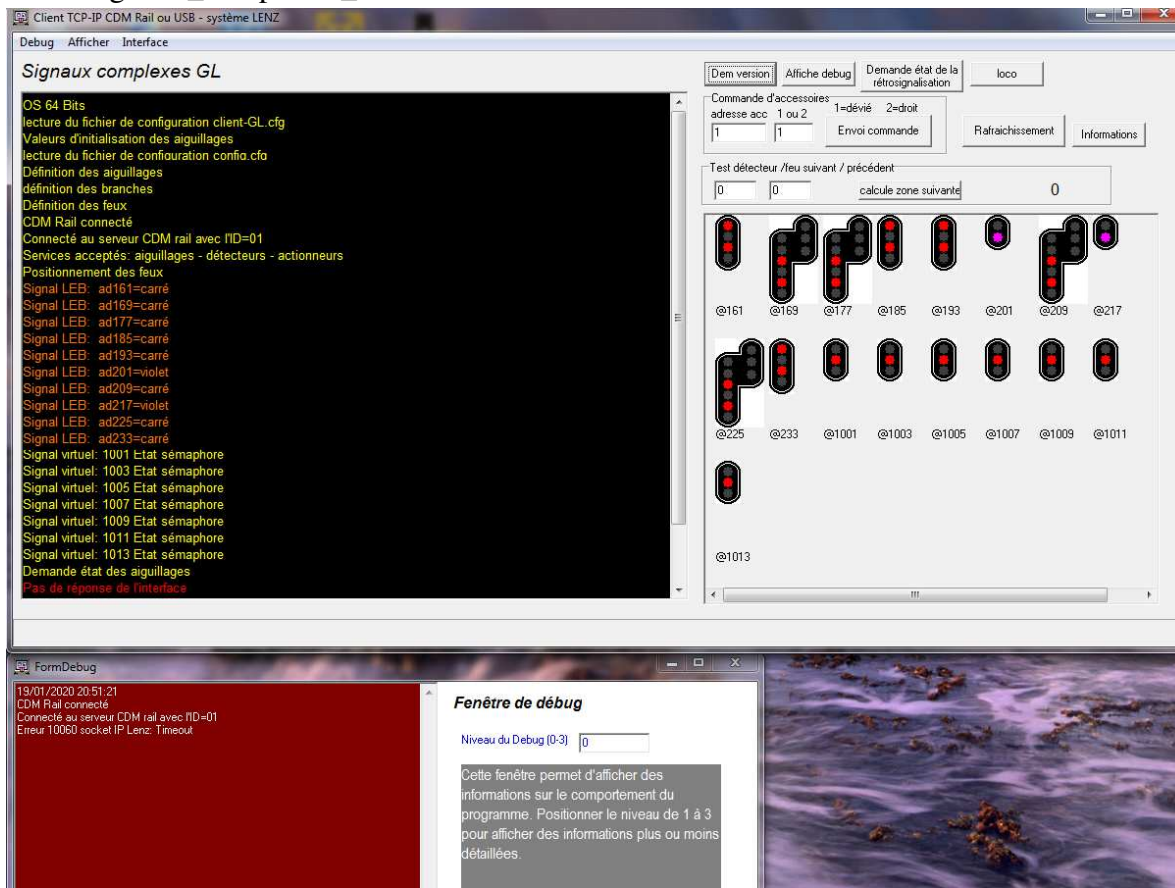 Client TCP-IP CDM Rail ou USB - système LENZ
Debug Afficher Interface
Signaux complexes GL
OS 64 Bits
lecture du fichier de configuration client-GL.cfg
Valeurs d'initialisation des aiguillages
lecture du fichier de configuration config.cfg
Définition des aiguillages
définition des branches
Définition des feux
CDM Rail connecté
Connecté au serveur CDM rail avec l'ID=01
Services acceptés: aiguillages - détecteurs - actionneurs
Positionnement des feux
Signal LEB: ad161=carré
Signal LEB: ad169=carré
Signal LEB: ad177=carré
Signal LEB: ad185=carré
Signal LEB: ad193=carré
Signal LEB: ad201=violet
Signal LEB: ad209=carré
Signal LEB: ad217=violet
Signal LEB: ad225=carré
Signal LEB: ad233=carré
Signal virtuel: 1001 Etat sémaphore
Signal virtuel: 1003 Etat sémaphore
Signal virtuel: 1005 Etat sémaphore
Signal virtuel: 1007 Etat sémaphore
Signal virtuel: 1009 Etat sémaphore
Signal virtuel: 1011 Etat sémaphore
Signal virtuel: 1013 Etat sémaphore
Demande état des aiguillages
Pas de réponse de l'interface
Dem version Affiche debug Demande état de la rétrosignalisation loco
Commande d'accessoires
adresse acc 1 ou 2 1=dévié 2=droit
1 1 Envoi commande Rafraichissement Informations
Test détecteur /feu suivant / précédent
0 0 calcule zone suivante 0
@161 @169 @177 @185 @193 @201 @209 @217
@225 @233 @1001 @1003 @1005 @1007 @1009 @1011
@1013
FormDebug
19/01/2020 20:51:21
CDM Rail connecté
Connecté au serveur CDM rail avec l'ID=01
Erreur 10060 socket IP Lenz: Timeout
Fenêtre de débug
Niveau du Debug (0-3) 0
Cette fenêtre permet d'afficher des
informations sur le comportement du
programme. Positionner le niveau de 1 à 3
pour afficher des informations plus ou moins
détaillées.